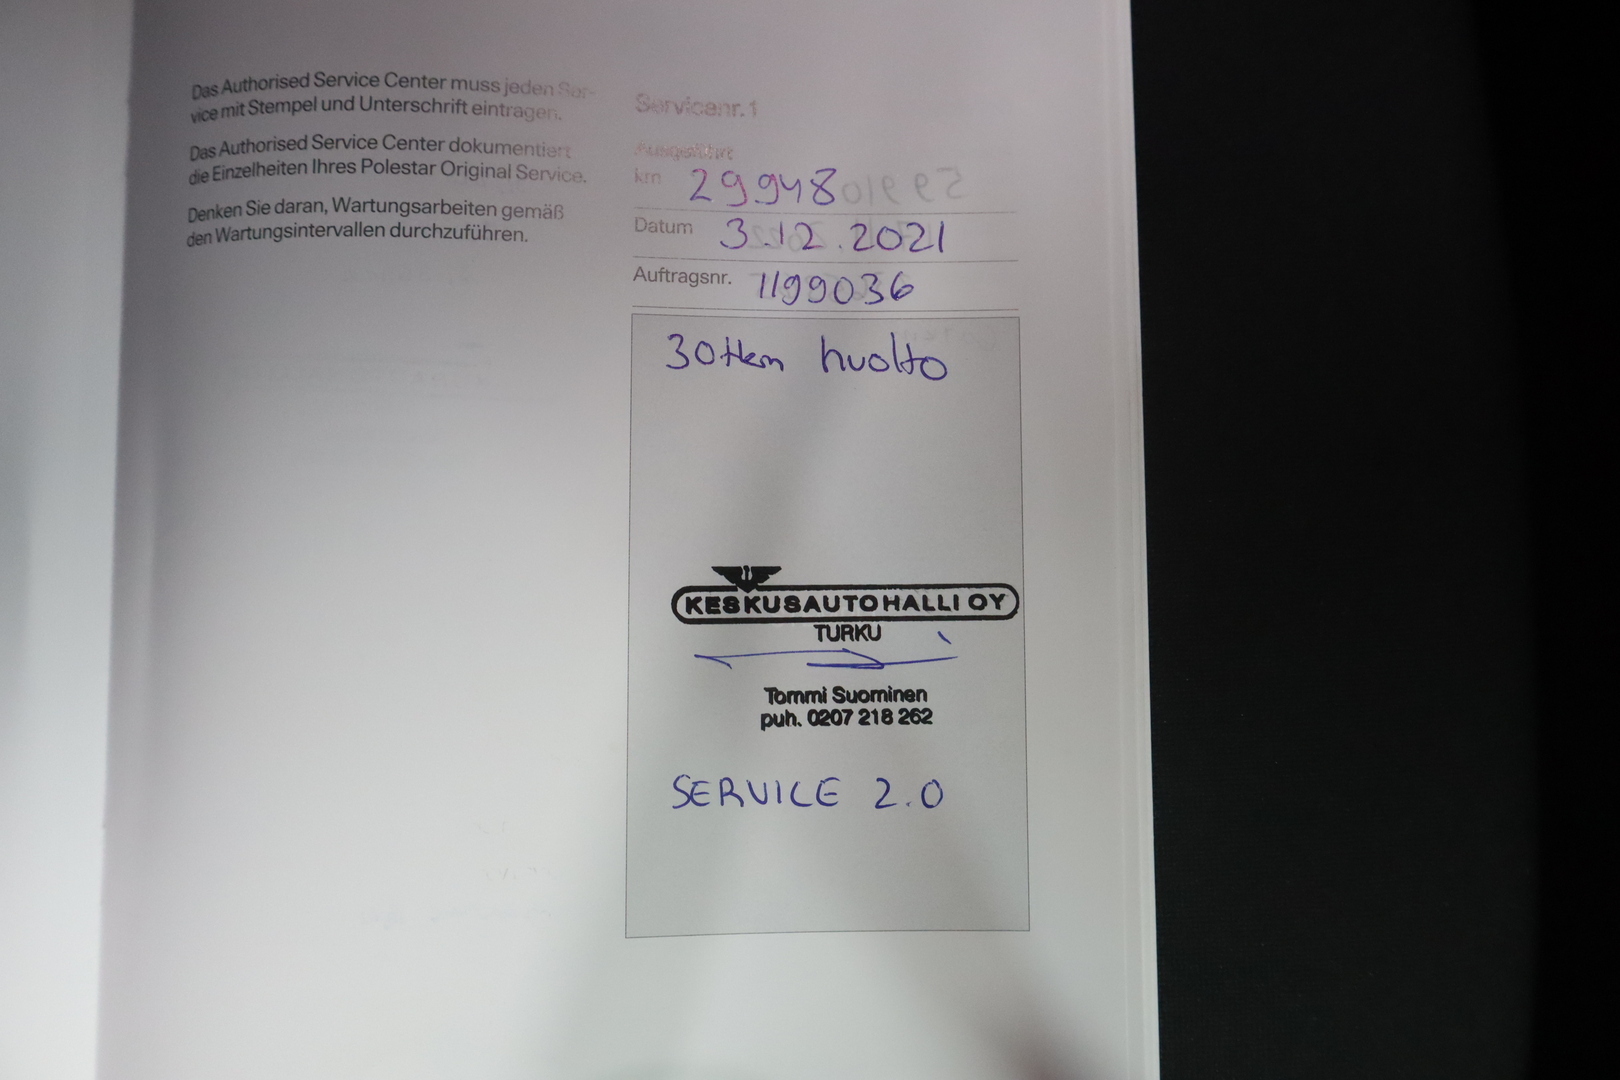 Das Authorised Service Center muss jeden Ser-
vice mit Stempel und Unterschrift eintragen.
Das Authorised Service Center dokumentiert
die Einzelheiten Ihres Polestar Original Service.
Denken Sie daran, Wartungsarbeiten gemäß
den Wartungsintervallen durchzuführen.
Servicenr. 1
Ausgeführt
km 29948
Datum 3.12.2021
Auftragsnr. 1199036
30tkm huolto
KESKUSAUTOHALLI OY
TURKU
Tommi Suominen
puh. 0207 218 262
SERVICE 2.0